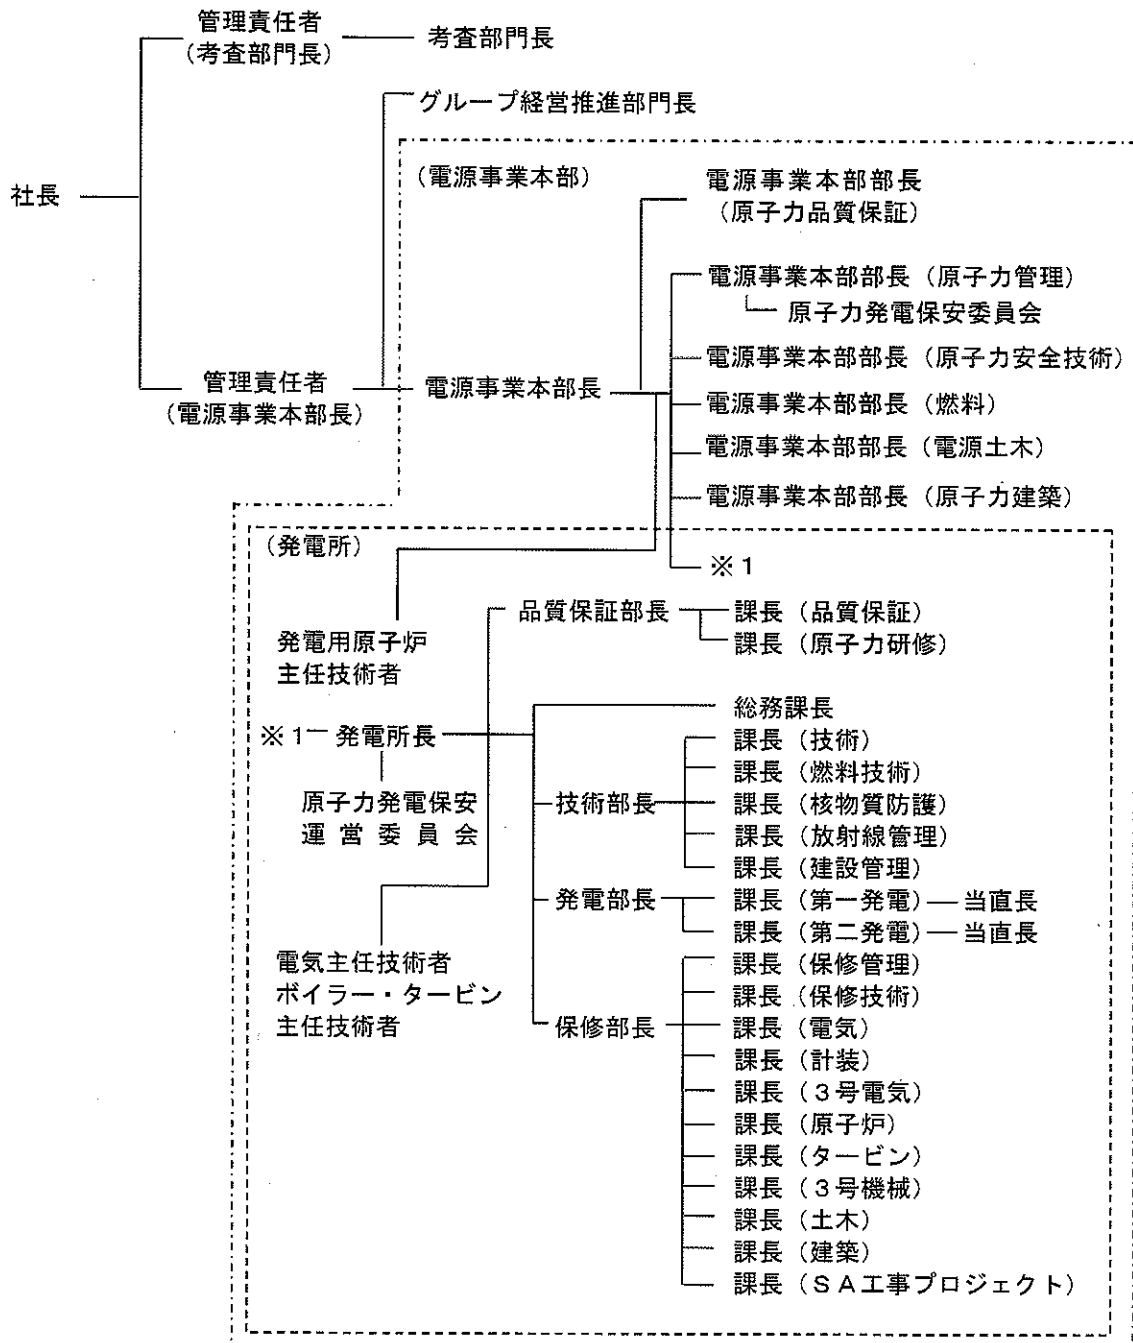 管理責任者
(考査部門長)
考査部門長
グループ経営推進部門長
社長
(電源事業本部)
電源事業本部部長
(原子力品質保証)
電源事業本部部長(原子力管理)
原子力発電保安委員会
管理責任者
(電源事業本部長)
電源事業本部長
電源事業本部部長(原子力安全技術)
電源事業本部部長(燃料)
電源事業本部部長(電源土木)
電源事業本部部長(原子力建築)
(発電所)
※1
品質保証部長
課長(品質保証)
課長(原子力研修)
発電用原子炉
主任技術者
総務課長
※1
発電所長
課長(技術)
課長(燃料技術)
原子力発電保安
運営委員会
技術部長
課長(核物質防護)
課長(放射線管理)
課長(建設管理)
発電部長
課長(第一発電)
当直長
課長(第二発電)
当直長
電気主任技術者
ボイラー・タービン
主任技術者
課長(保修管理)
課長(保修技術)
保修部長
課長(電気)
課長(計装)
課長(3号電気)
課長(原子炉)
課長(タービン)
課長(3号機械)
課長(土木)
課長(建築)
課長(SA工事プロジェクト)